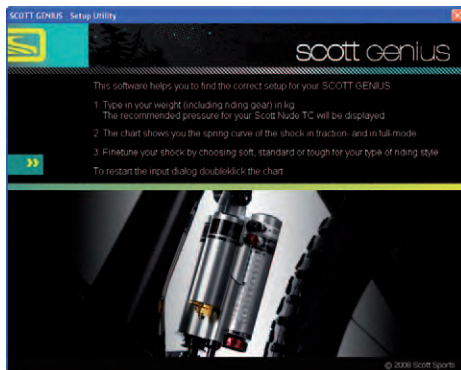 SCOTT GENIUS - Setup Utility
scott genius
This software helps you to find the correct setup for your SCOTT GENIUS
1 Type in your weight (including riding gear) in kg
The recommended pressure for your Scott Nude TC will be displayed
2 The chart shows you the spring curve of the shock in traction- and in full-mode
3 Finetune your shock by choosing soft, standard or tough for your type of riding style
To restart the input dialog doubleklick the chart
© 2008 Scott Sports